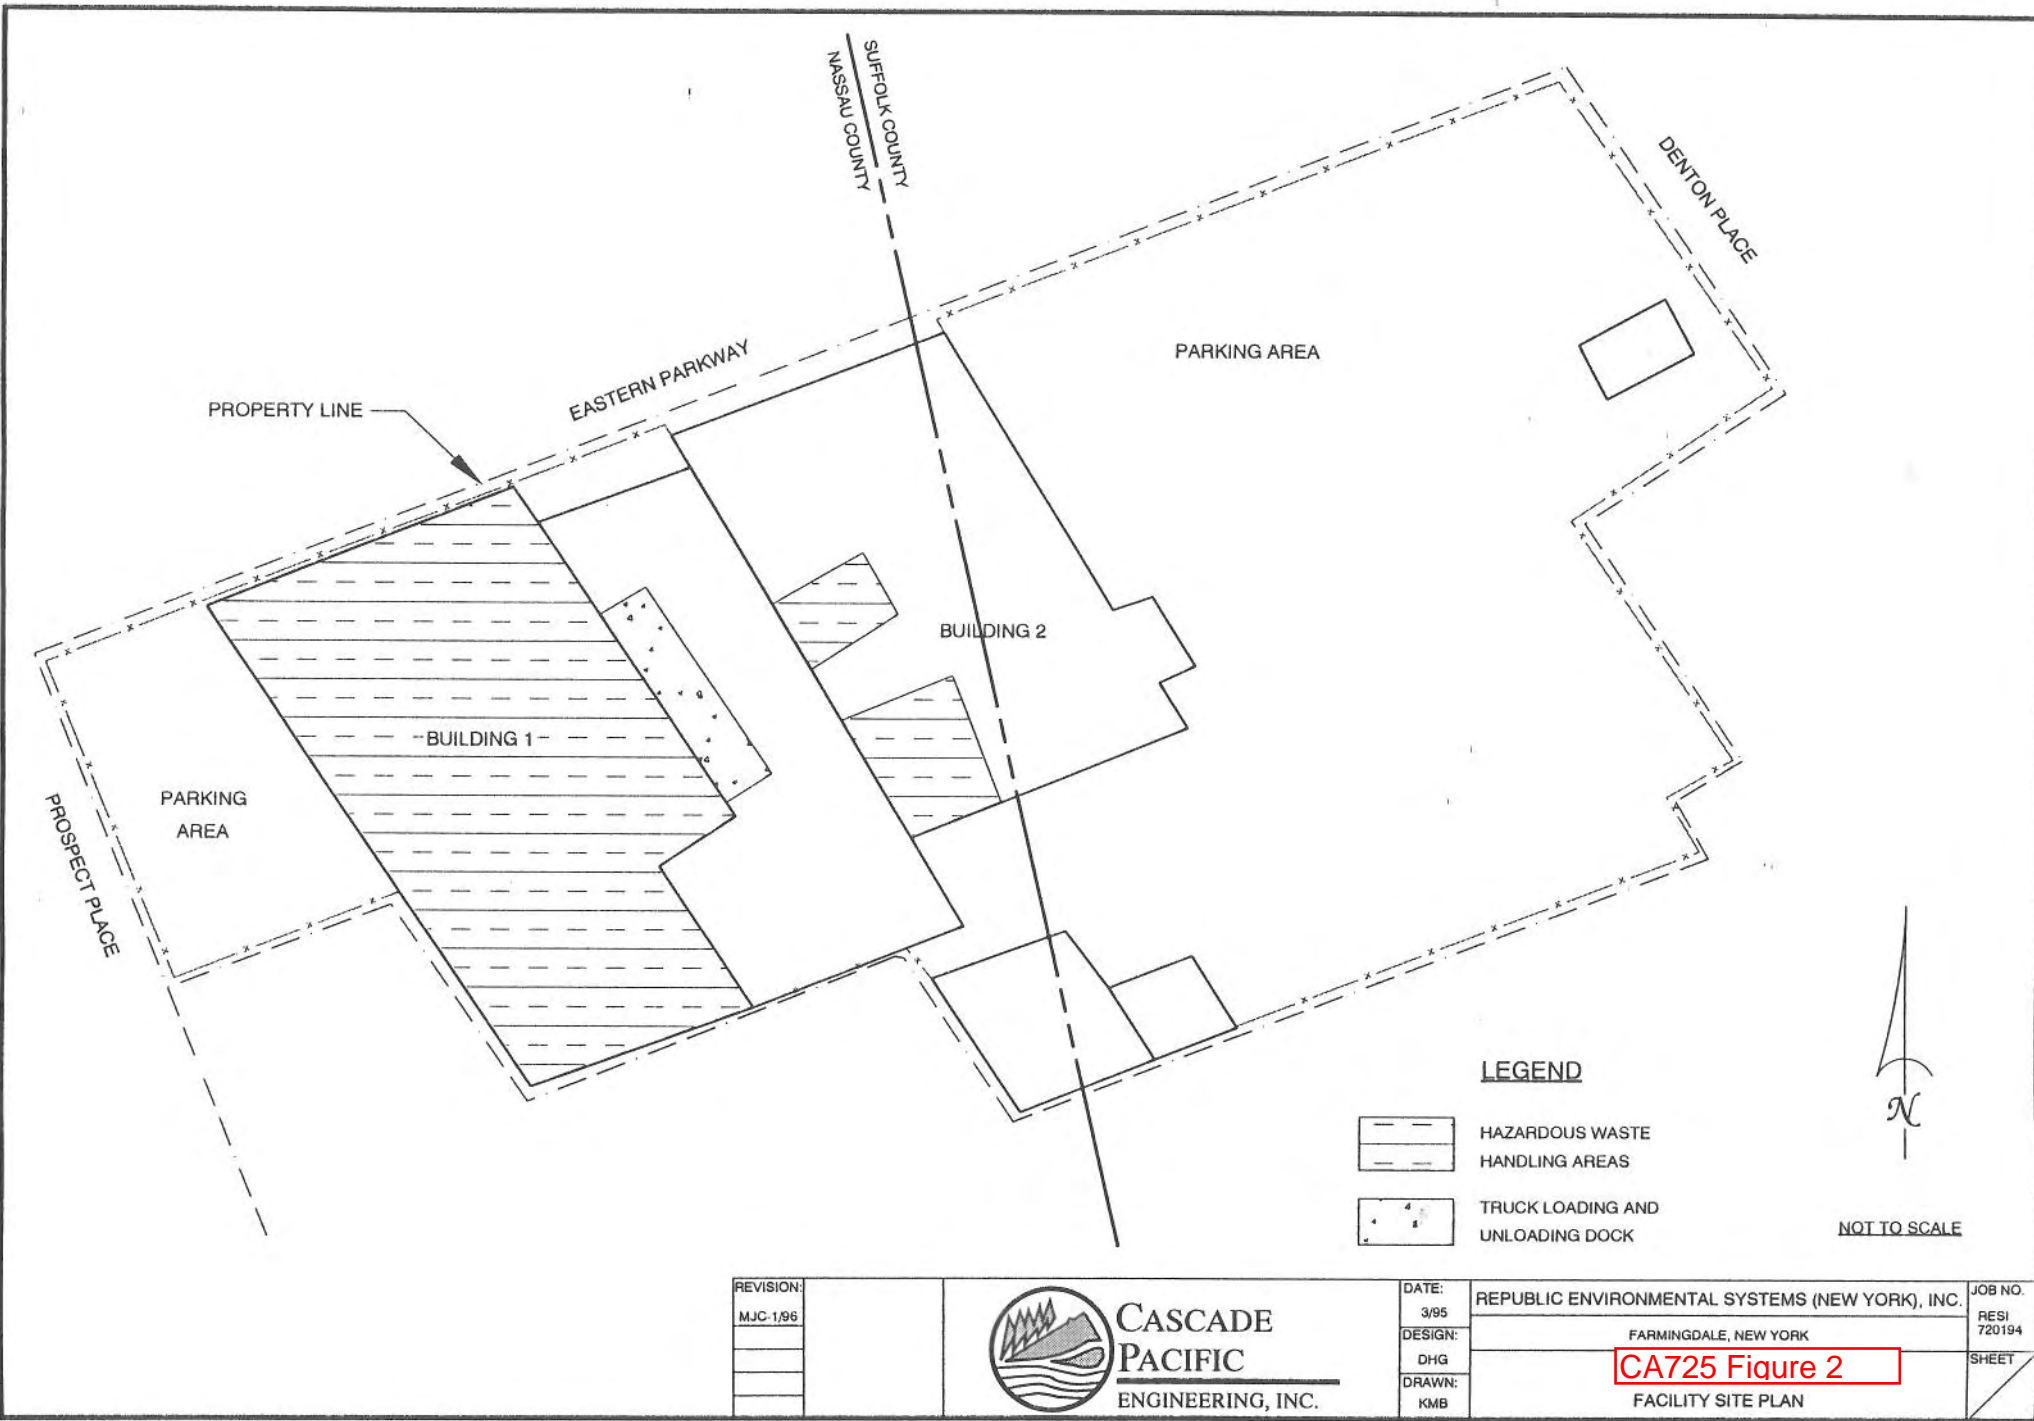 SUFFOLK COUNTY
NASSAU COUNTY
DENTON PLACE
PARKING AREA
EASTERN PARKWAY
PROPERTY LINE
BUILDING 2
BUILDING 1
PARKING
AREA
PROSPECT PLACE
LEGEND
HAZARDOUS WASTE
HANDLING AREAS
TRUCK LOADING AND
UNLOADING DOCK
N
NOT TO SCALE
REVISION:
MJC-1/96
CASCADE
PACIFIC
ENGINEERING, INC.
DATE:
3/95
DESIGN:
DHG
DRAWN:
KMB
REPUBLIC ENVIRONMENTAL SYSTEMS (NEW YORK), INC.
FARMINGDALE, NEW YORK
CA725 Figure 2
FACILITY SITE PLAN
JOB NO.
RESI
720194
SHEET